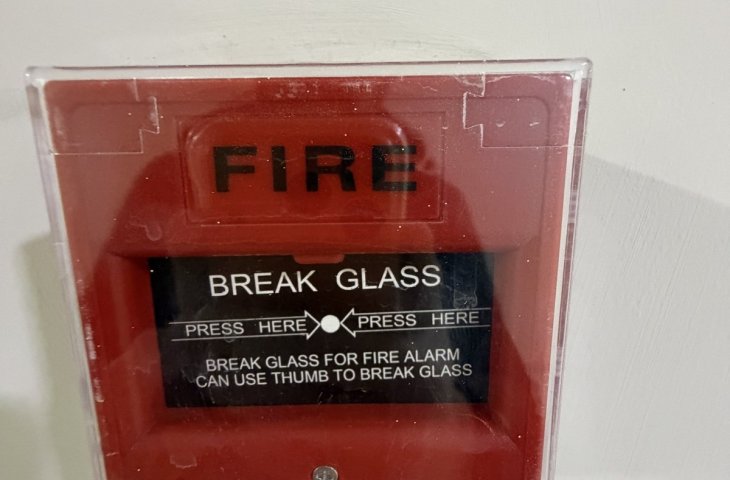 FIRE
BREAK GLASS
PRESS HERE PRESS HERE
BREAK GLASS FOR FIRE ALARM
CAN USE THUMB TO BREAK GLASS